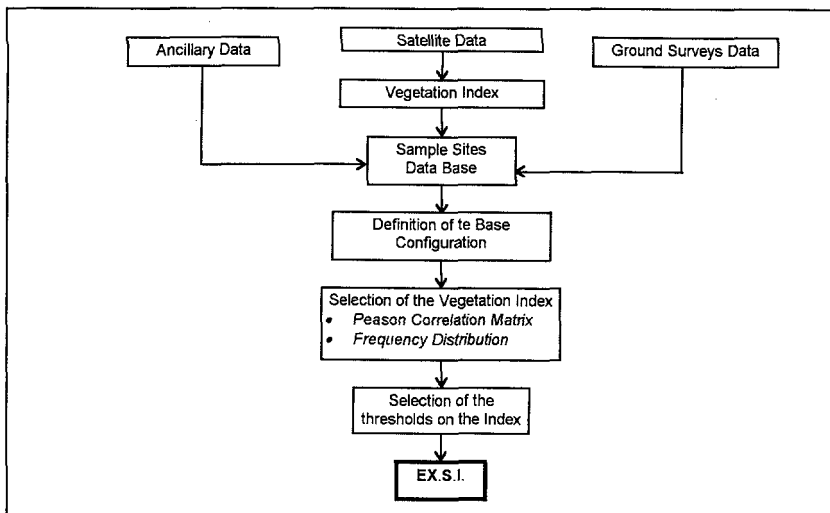 Ancillary Data
Satellite Data
Ground Surveys Data
Vegetation Index
Sample Sites
Data Base
Definition of te Base
Configuration
Selection of the Vegetation Index
• Peason Correlation Matrix
• Frequency Distribution
Selection of the
thresholds on the Index
EX.S.I.